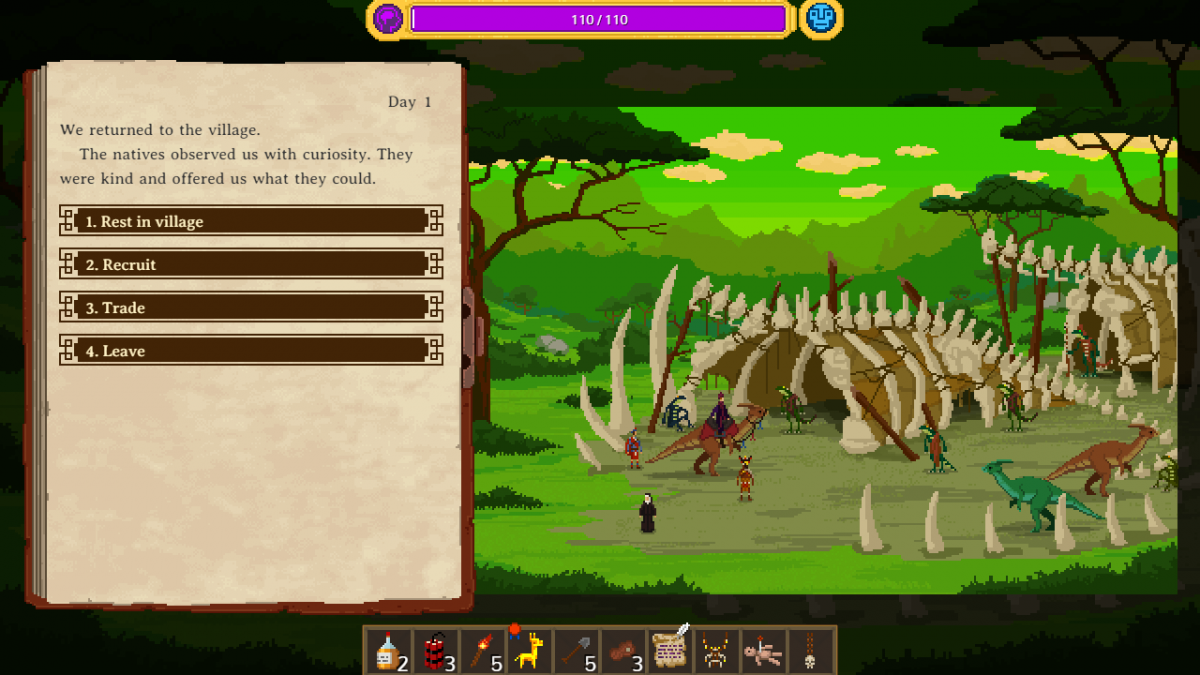 110/110
Day 1
We returned to the village.
The natives observed us with curiosity. They
were kind and offered us what they could.
1. Rest in village
2. Recruit
3. Trade
4. Leave
2 3 5 5 3